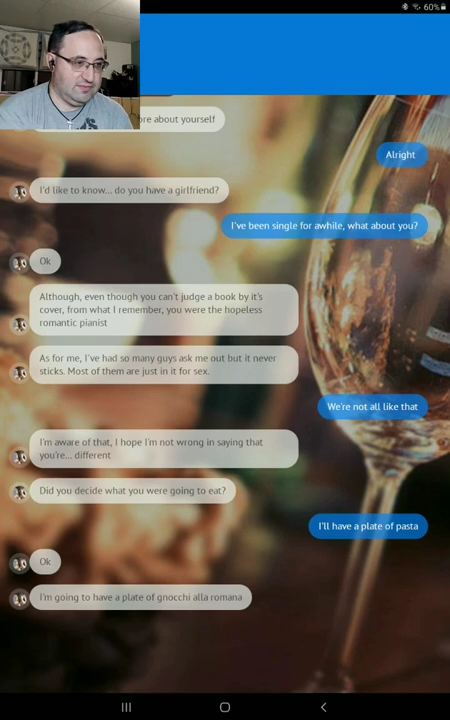 60%
ore about yourself
Alright
I'd like to know... do you have a girlfriend?
I've been single for awhile, what about you?
Ok
Although, even though you can't judge a book by it's
cover, from what I remember, you were the hopeless
romantic pianist
As for me, I've had so many guys ask me out but it never
sticks. Most of them are just in it for sex.
We're not all like that
I'm aware of that, I hope I'm not wrong in saying that
you're... different
Did you decide what you were going to eat?
I'll have a plate of pasta
Ok
I'm going to have a plate of gnocchi alla romana